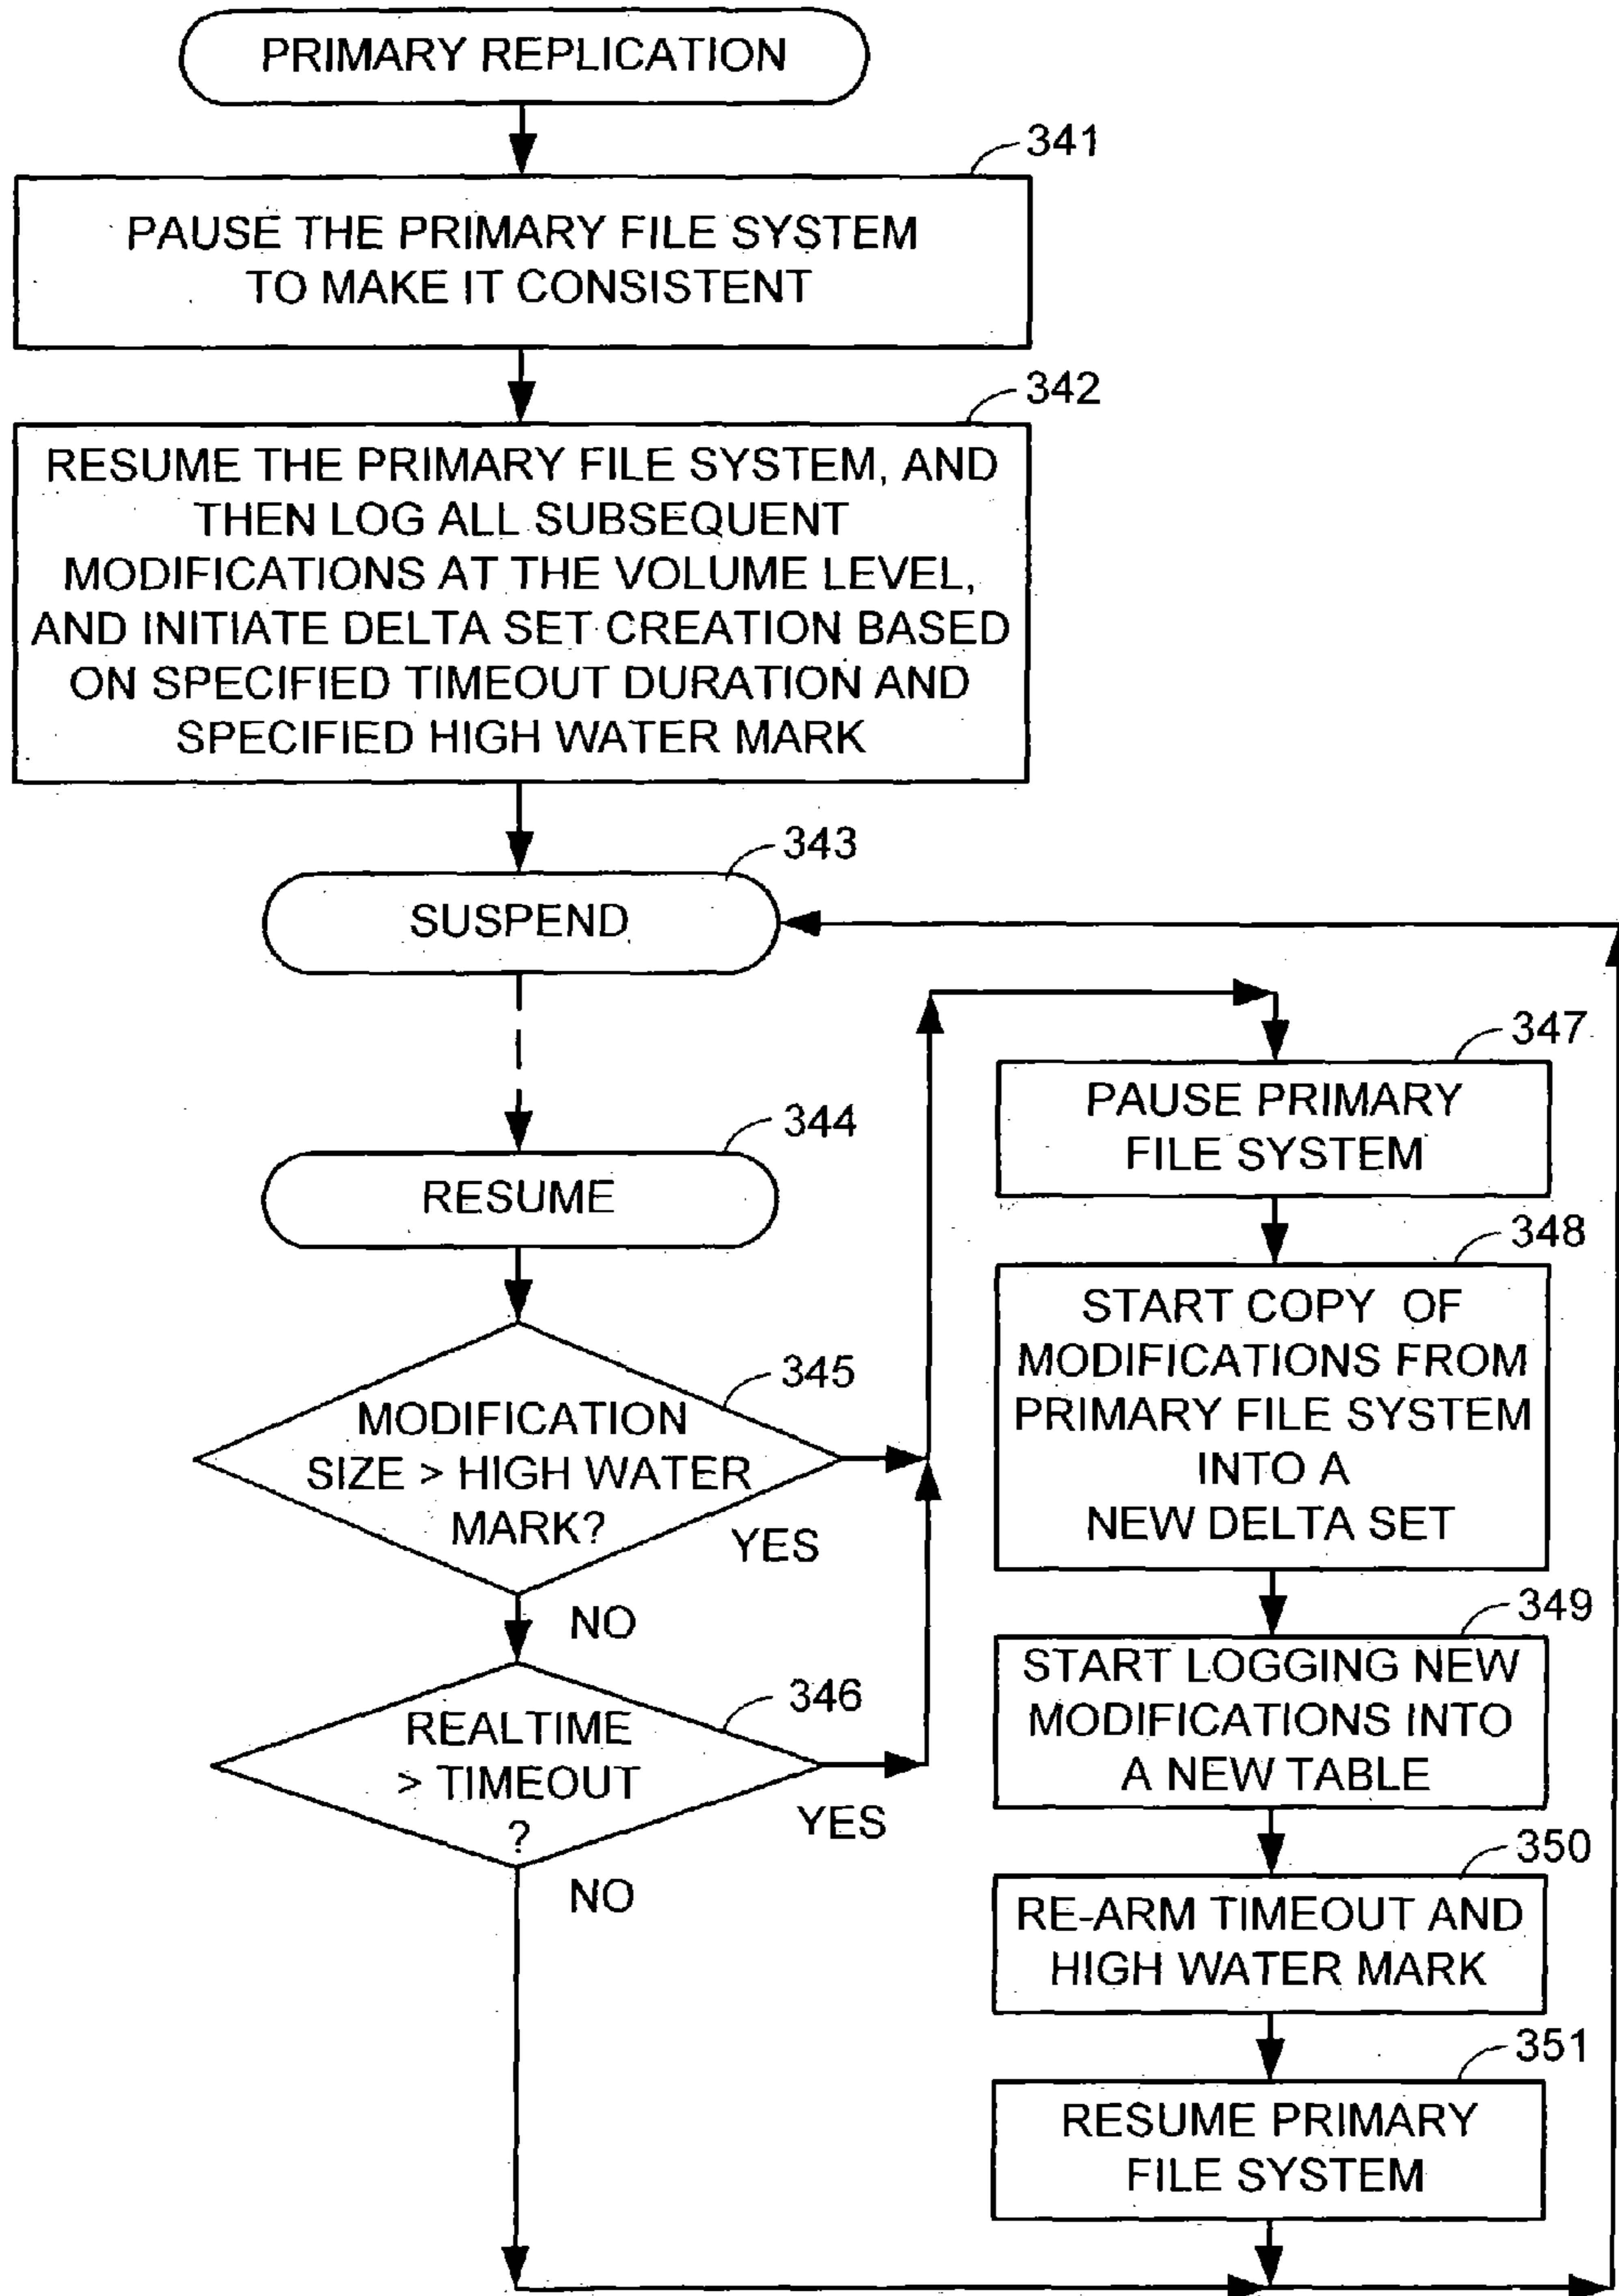 PRIMARY REPLICATION
341
PAUSE THE PRIMARY FILE SYSTEM
TO MAKE IT CONSISTENT
342
RESUME THE PRIMARY FILE SYSTEM, AND
THEN LOG ALL SUBSEQUENT
MODIFICATIONS AT THE VOLUME LEVEL,
AND INITIATE DELTA SET CREATION BASED
ON SPECIFIED TIMEOUT DURATION AND
SPECIFIED HIGH WATER MARK
343
SUSPEND
344
RESUME
345
MODIFICATION
SIZE > HIGH WATER
MARK?
YES
NO
346
REALTIME
> TIMEOUT
?
YES
NO
347
PAUSE PRIMARY
FILE SYSTEM
348
START COPY OF
MODIFICATIONS FROM
PRIMARY FILE SYSTEM
INTO A
NEW DELTA SET
349
START LOGGING NEW
MODIFICATIONS INTO
A NEW TABLE
350
RE-ARM TIMEOUT AND
HIGH WATER MARK
351
RESUME PRIMARY
FILE SYSTEM